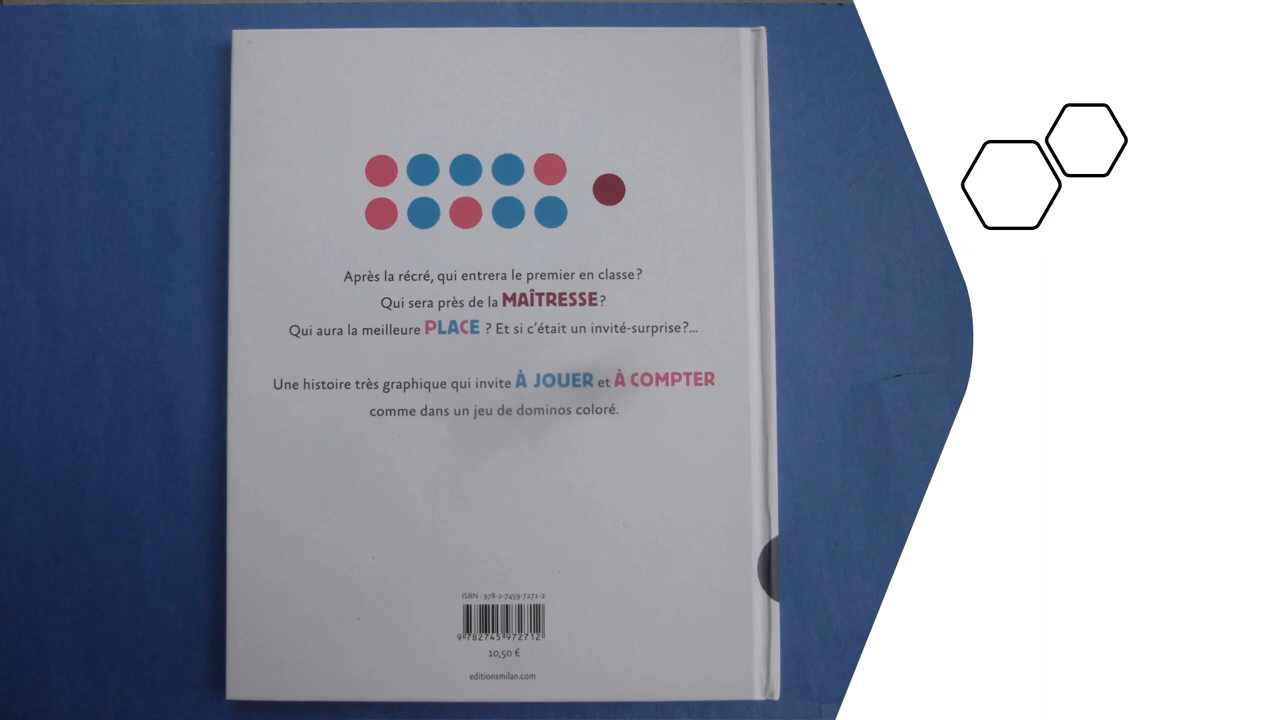 Après la récré, qui entrera le premier en classe ?
Qui sera près de la MAÎTRESSE ?
Qui aura la meilleure PLACE ? Et si c'était un invité-surprise ?...
Une histoire très graphique qui invite À JOUER et À COMPTER
comme dans un jeu de dominos coloré.
ISBN : 978-2-7459-7271-2
9 782745 972712
10,50 €
editionsmilan.com